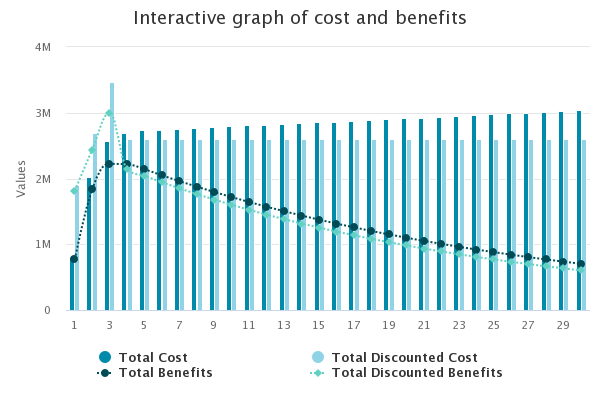 Interactive graph of cost and benefits
4M
3M
2M
1M
0
Values
1 3 5 7 9 11 13 15 17 19 21 23 25 27 29
Total Cost Total Discounted Cost
Total Benefits Total Discounted Benefits